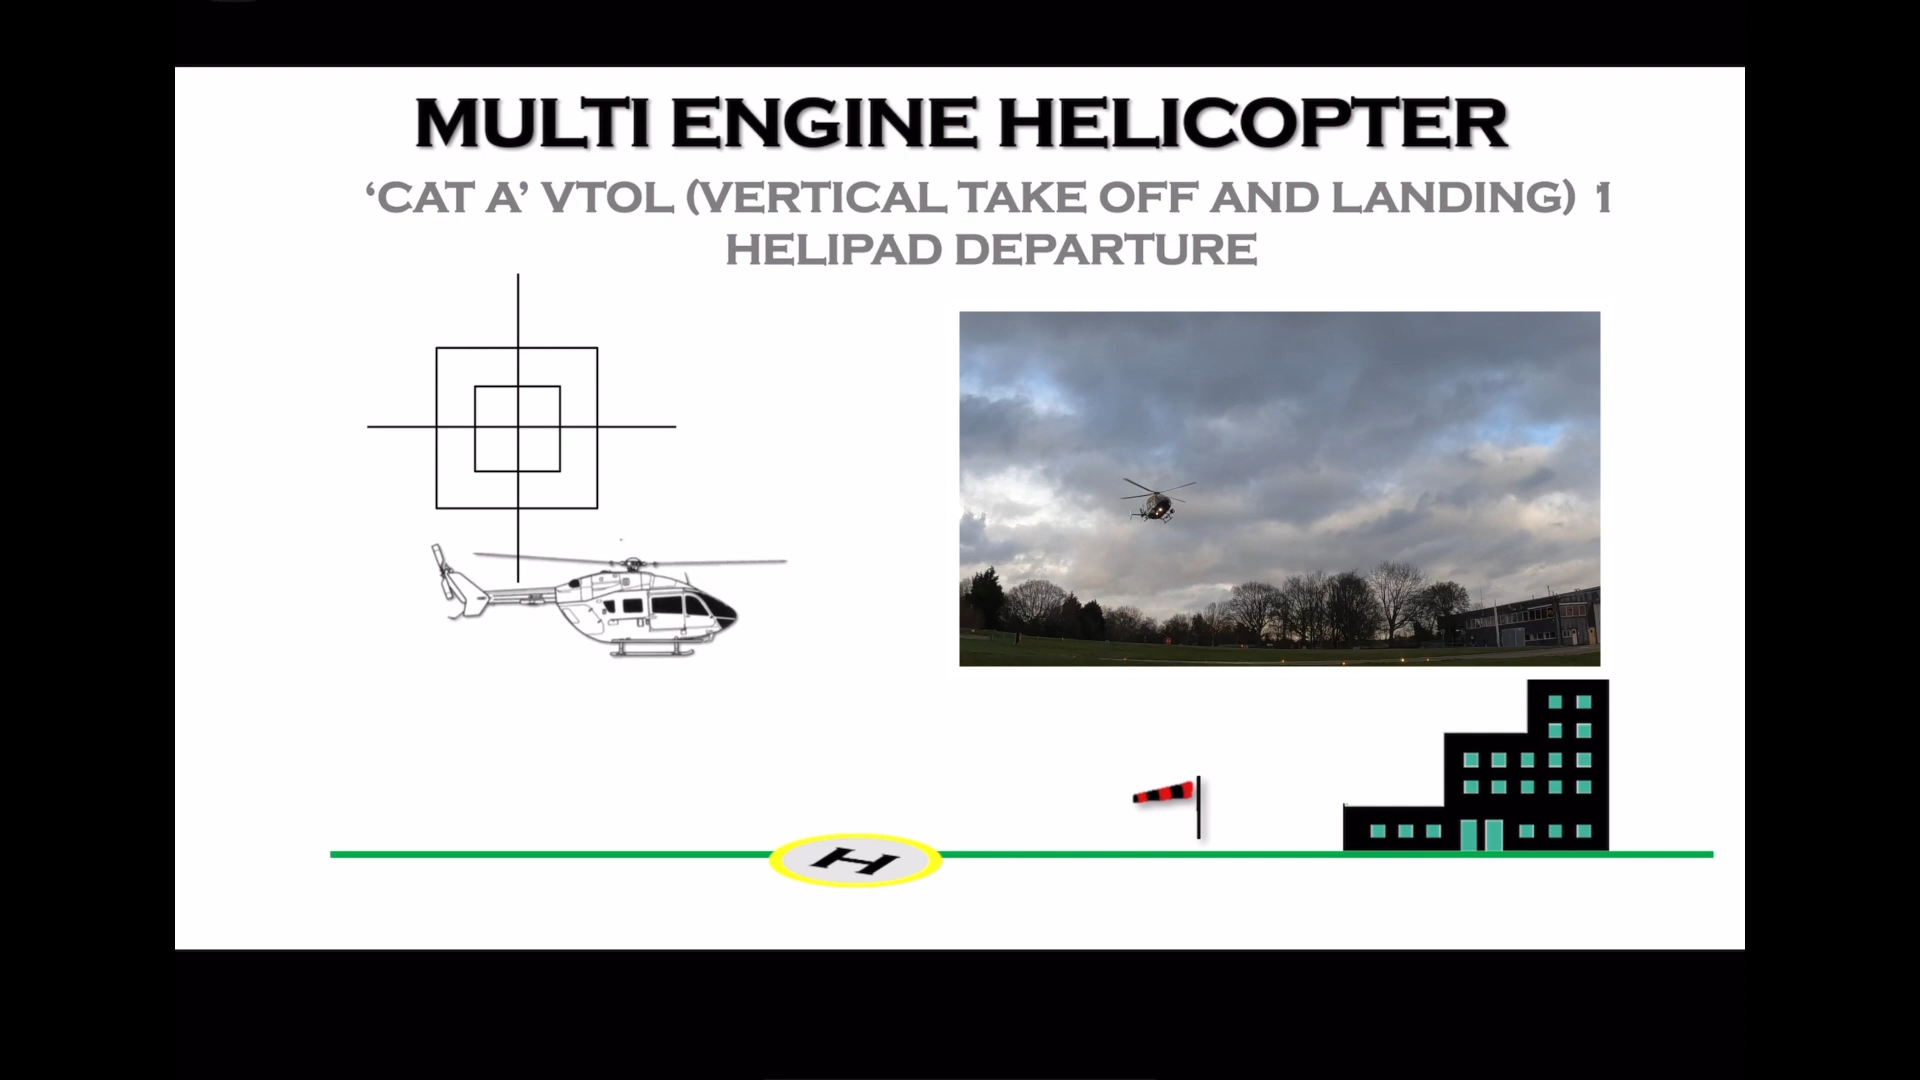 MULTI ENGINE HELICOPTER
‘CAT A’ VTOL (VERTICAL TAKE OFF AND LANDING) 1
HELIPAD DEPARTURE
H